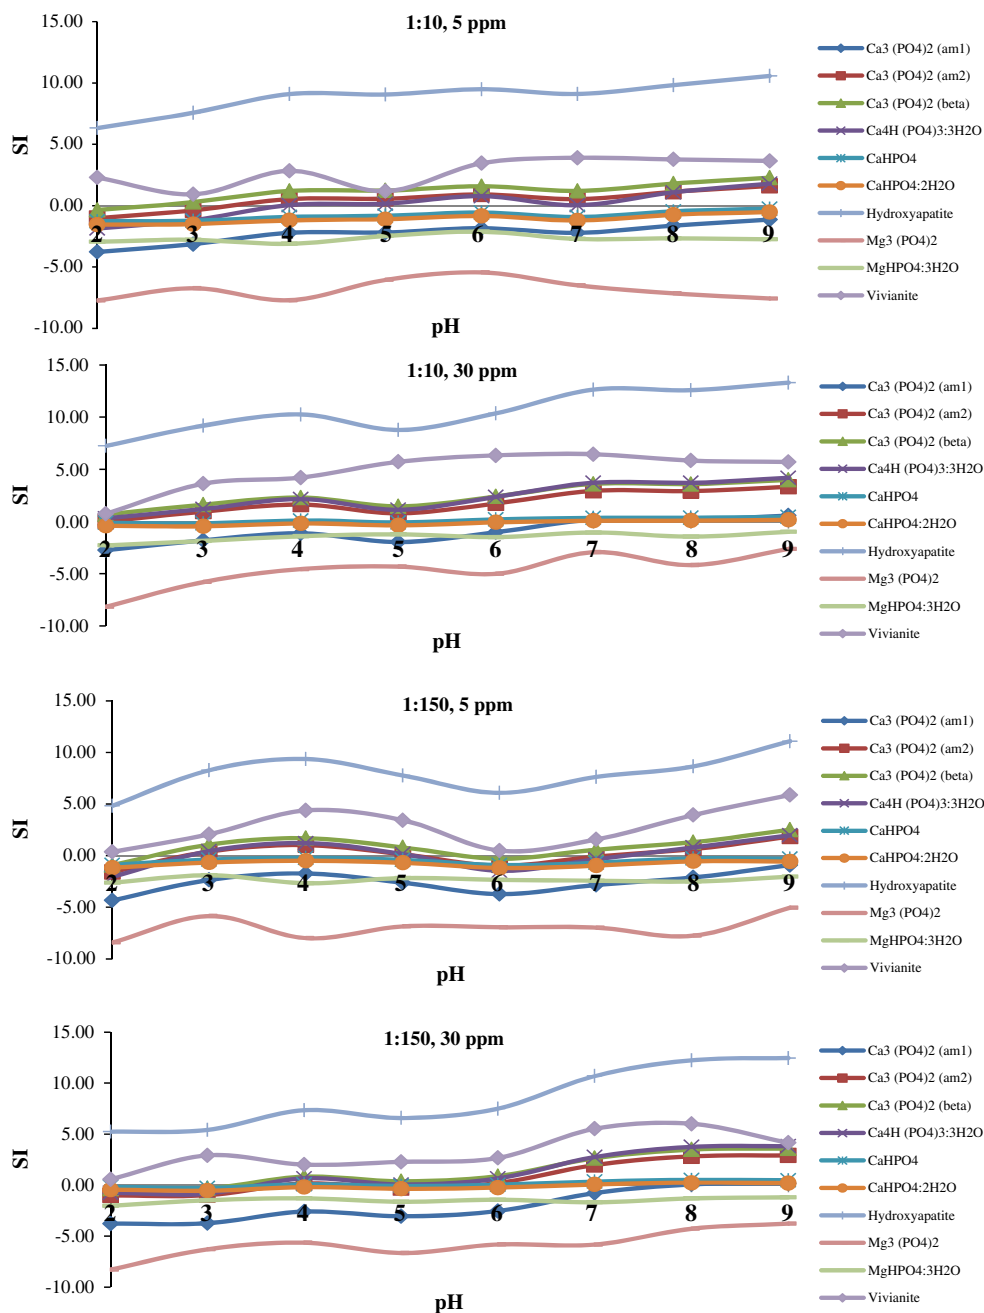 1:10, 5 ppm
15.00
10.00
5.00
0.00
-5.00
-10.00
SI
2 3 4 5 6 7 8 9
pH
Ca3 (PO4)2 (am1)
Ca3 (PO4)2 (am2)
Ca3 (PO4)2 (beta)
Ca4H (PO4)3:3H2O
CaHPO4
CaHPO4:2H2O
Hydroxyapatite
Mg3 (PO4)2
MgHPO4:3H2O
Vivianite
1:10, 30 ppm
15.00
10.00
5.00
0.00
-5.00
-10.00
SI
2 3 4 5 6 7 8 9
pH
Ca3 (PO4)2 (am1)
Ca3 (PO4)2 (am2)
Ca3 (PO4)2 (beta)
Ca4H (PO4)3:3H2O
CaHPO4
CaHPO4:2H2O
Hydroxyapatite
Mg3 (PO4)2
MgHPO4:3H2O
Vivianite
1:150, 5 ppm
15.00
10.00
5.00
0.00
-5.00
-10.00
SI
2 3 4 5 6 7 8 9
pH
Ca3 (PO4)2 (am1)
Ca3 (PO4)2 (am2)
Ca3 (PO4)2 (beta)
Ca4H (PO4)3:3H2O
CaHPO4
CaHPO4:2H2O
Hydroxyapatite
Mg3 (PO4)2
MgHPO4:3H2O
Vivianite
1:150, 30 ppm
15.00
10.00
5.00
0.00
-5.00
-10.00
SI
2 3 4 5 6 7 8 9
pH
Ca3 (PO4)2 (am1)
Ca3 (PO4)2 (am2)
Ca3 (PO4)2 (beta)
Ca4H (PO4)3:3H2O
CaHPO4
CaHPO4:2H2O
Hydroxyapatite
Mg3 (PO4)2
MgHPO4:3H2O
Vivianite